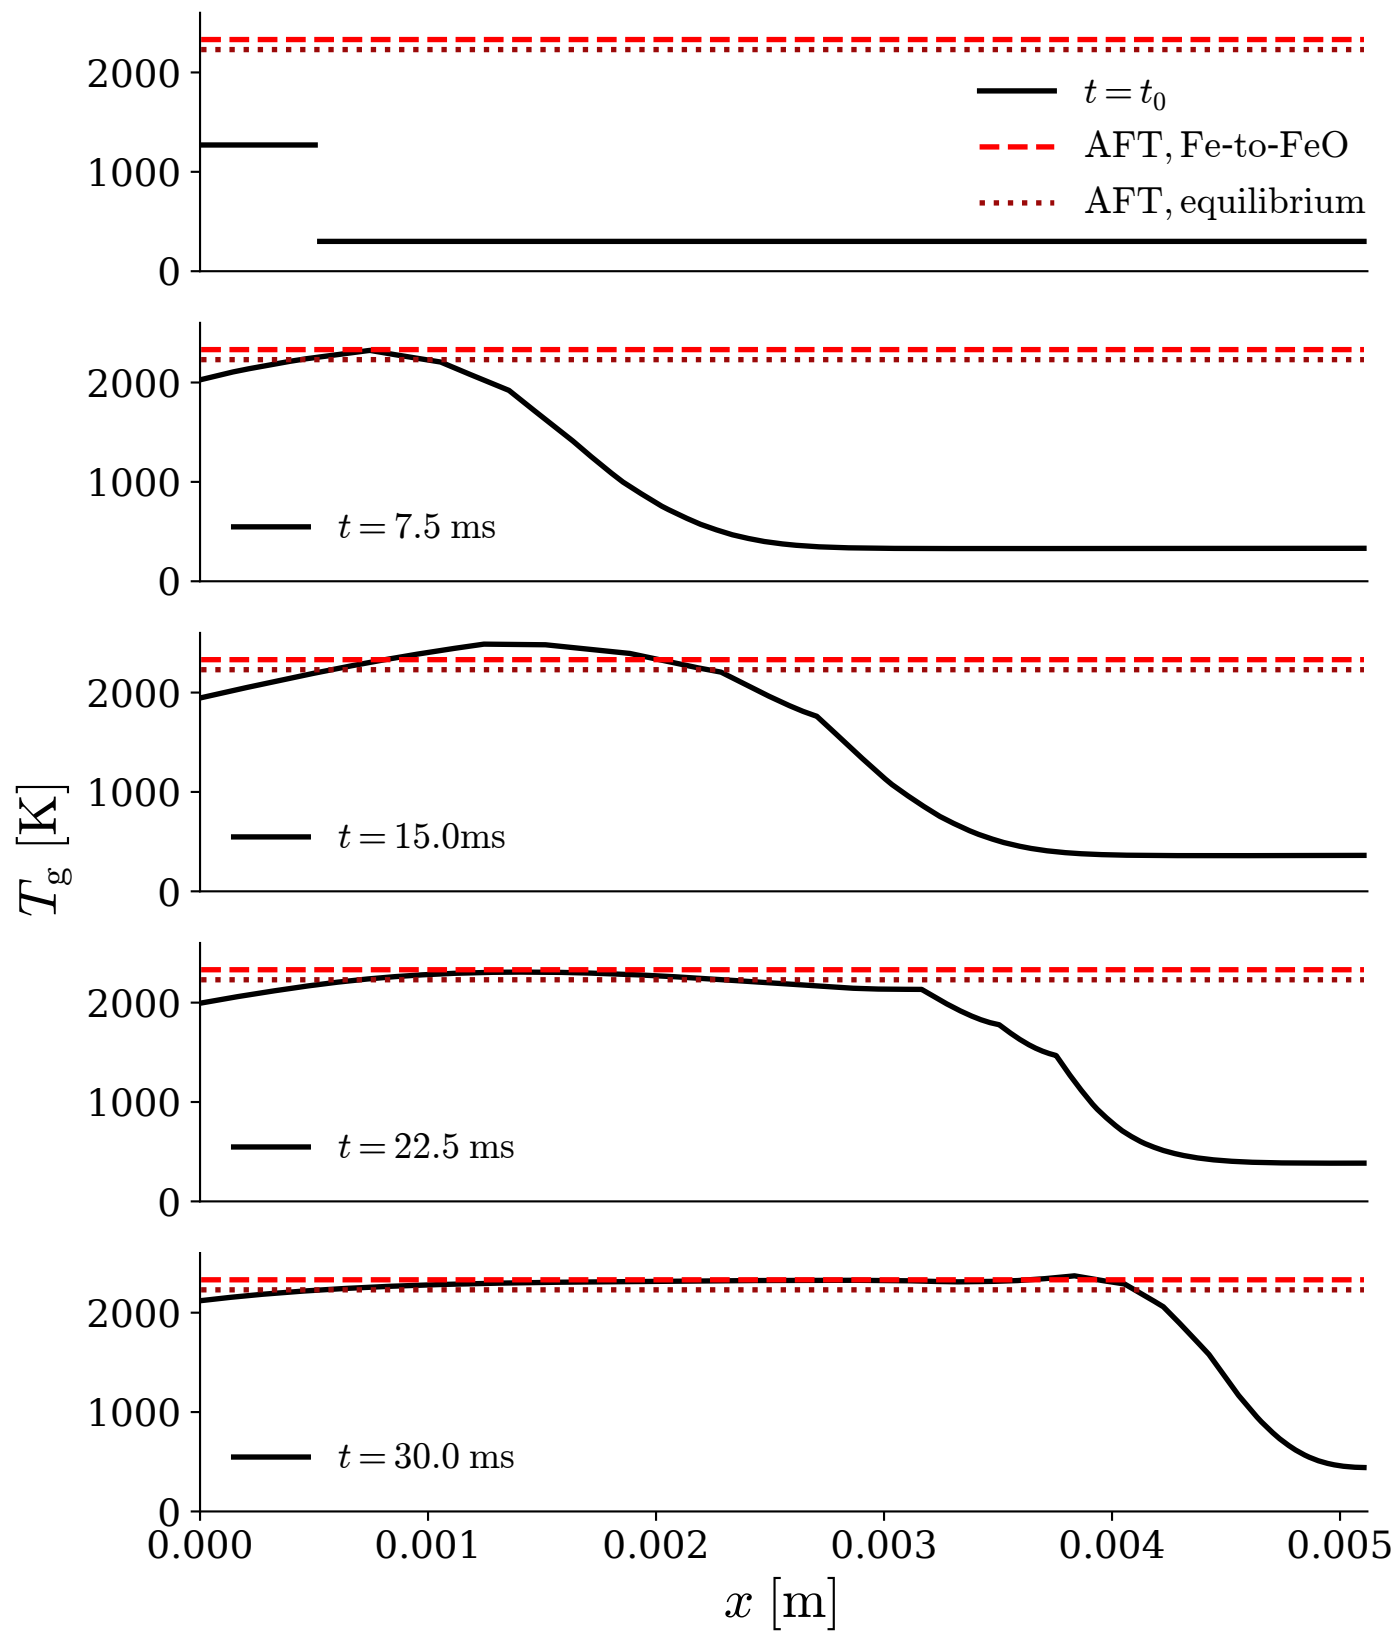 2000
1000
0
t = t₀
AFT, Fe-to-FeO
AFT, equilibrium
2000
1000
0
t = 7.5 ms
2000
1000
0
t = 15.0ms
T_g [K]
2000
1000
0
t = 22.5 ms
2000
1000
0
t = 30.0 ms
0.000 0.001 0.002 0.003 0.004 0.005
x [m]